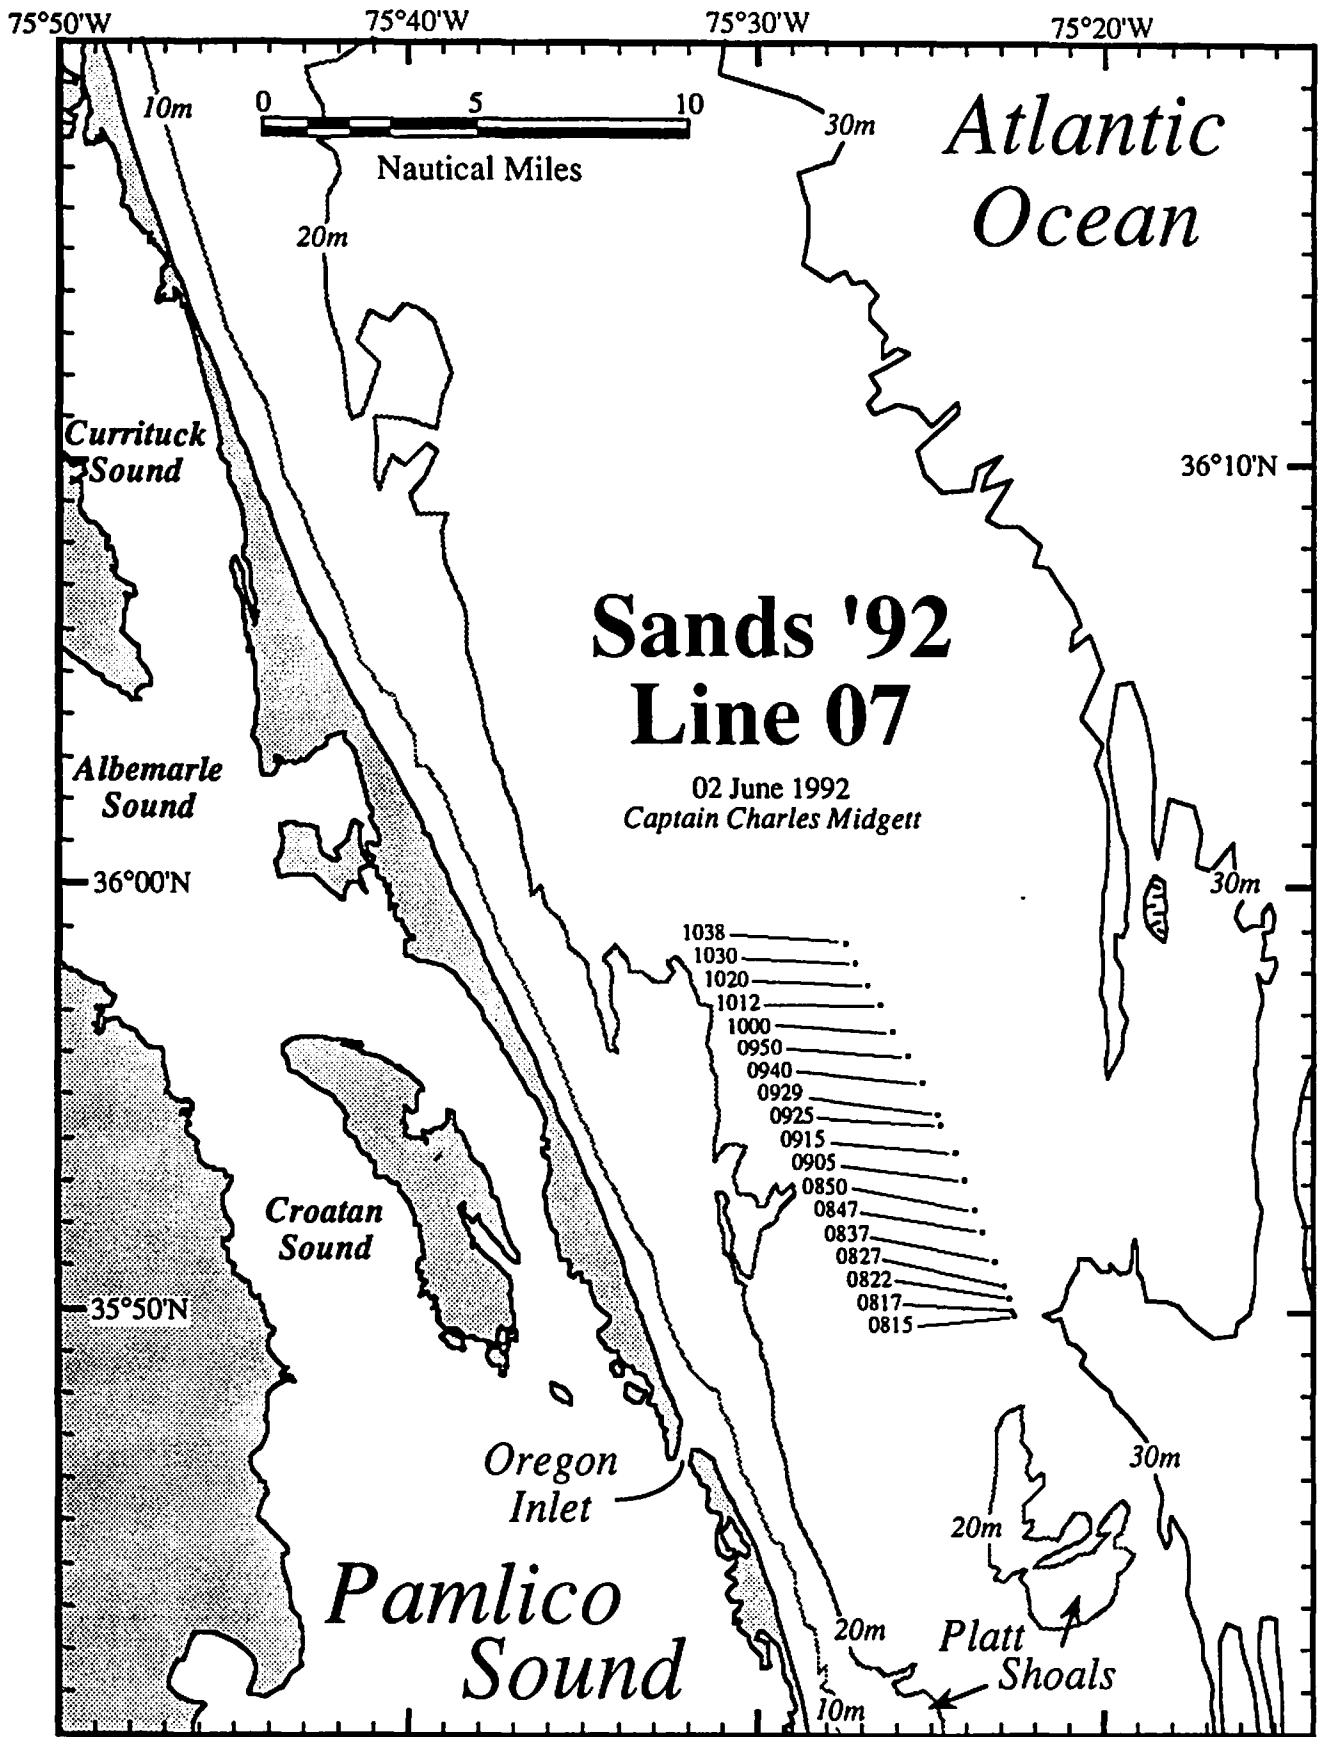 75°50'W 75°40'W 75°30'W 75°20'W
10m
0 5 10
Nautical Miles
30m
Atlantic
Ocean
20m
Currituck
Sound
36°10'N
Sands '92
Line 07
02 June 1992
Captain Charles Midgett
Albemarle
Sound
36°00'N
30m
1038
1030
1020
1012
1000
0950
0940
0929
0925
0915
0905
0850
0847
0837
0827
0822
0817
0815
Croatan
Sound
35°50'N
Oregon
Inlet
30m
20m
Pamlico
Sound
20m
Platt
Shoals
10m